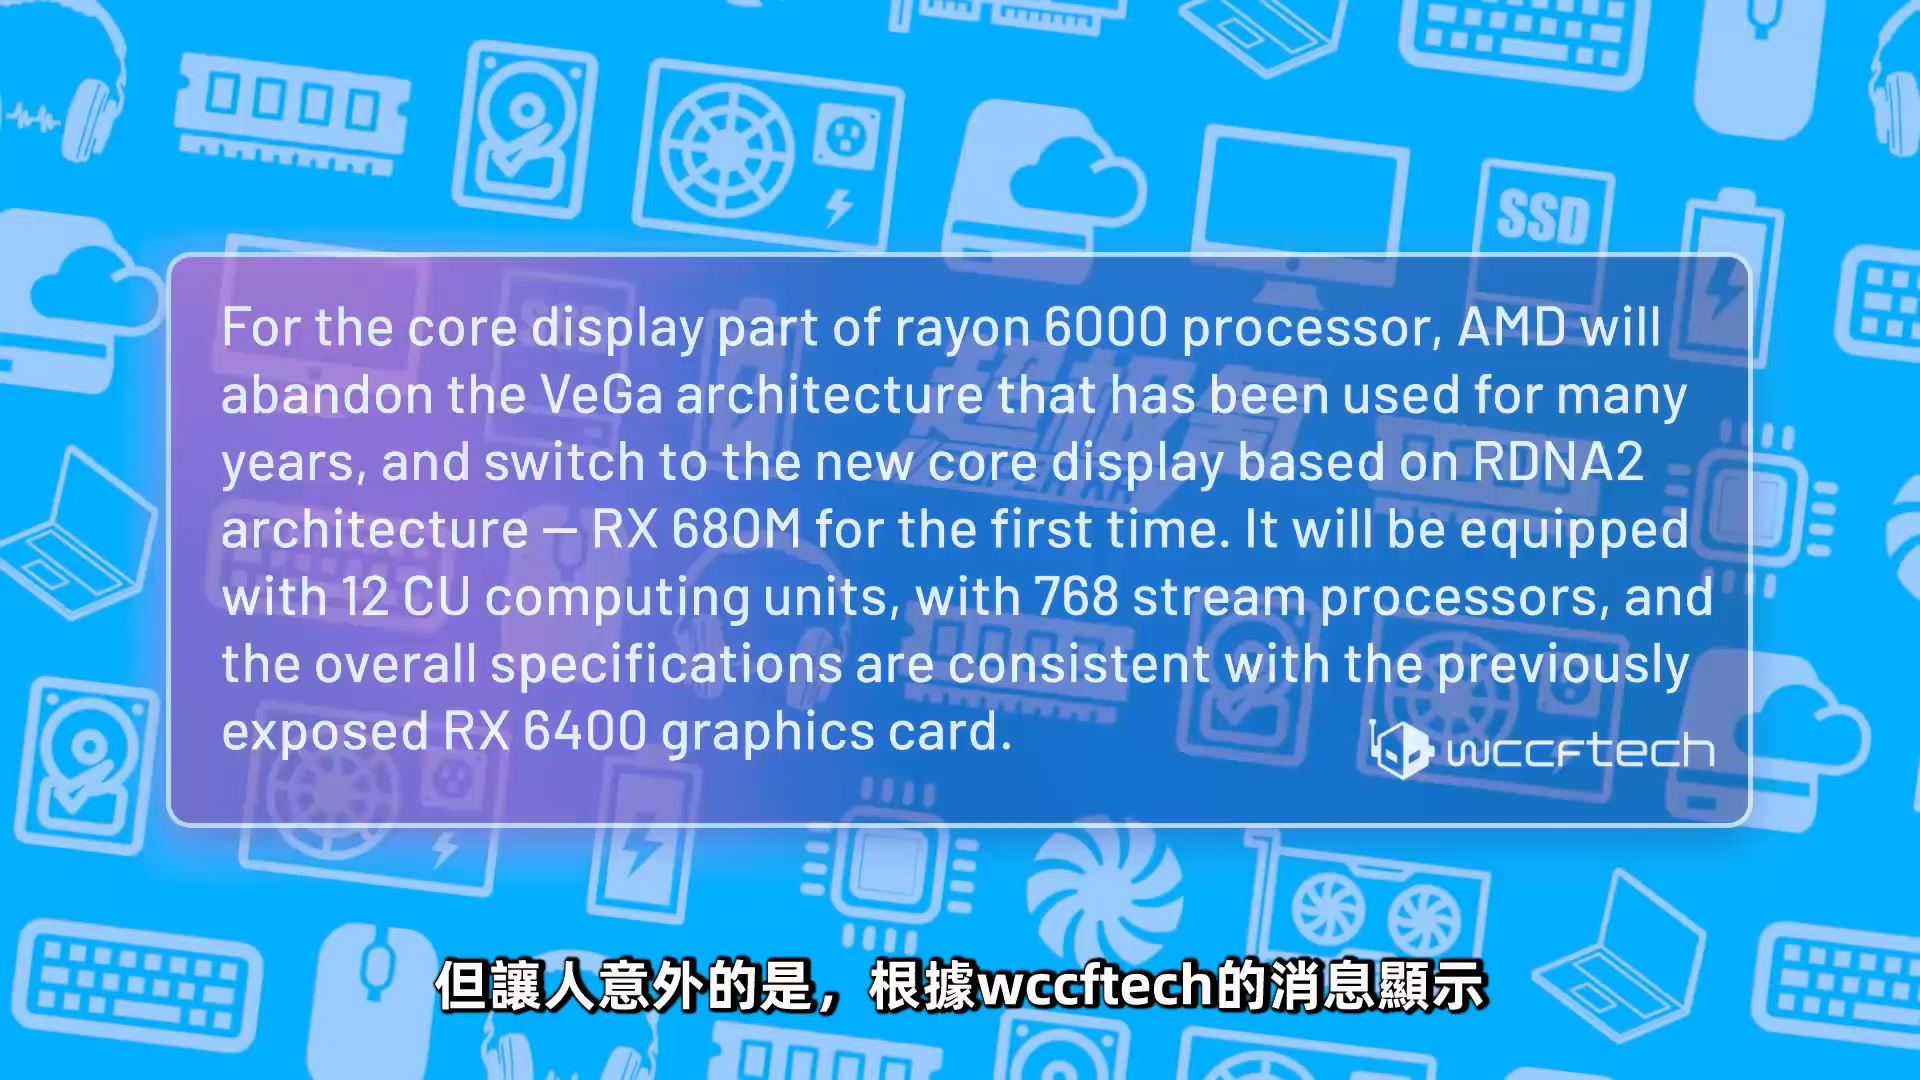 SSD
For the core display part of rayon 6000 processor, AMD will
abandon the VeGa architecture that has been used for many
years, and switch to the new core display based on RDNA2
architecture — RX 680M for the first time. It will be equipped
with 12 CU computing units, with 768 stream processors, and
the overall specifications are consistent with the previously
exposed RX 6400 graphics card.
wccftech
但讓人意外的是，根據wccftech的消息顯示